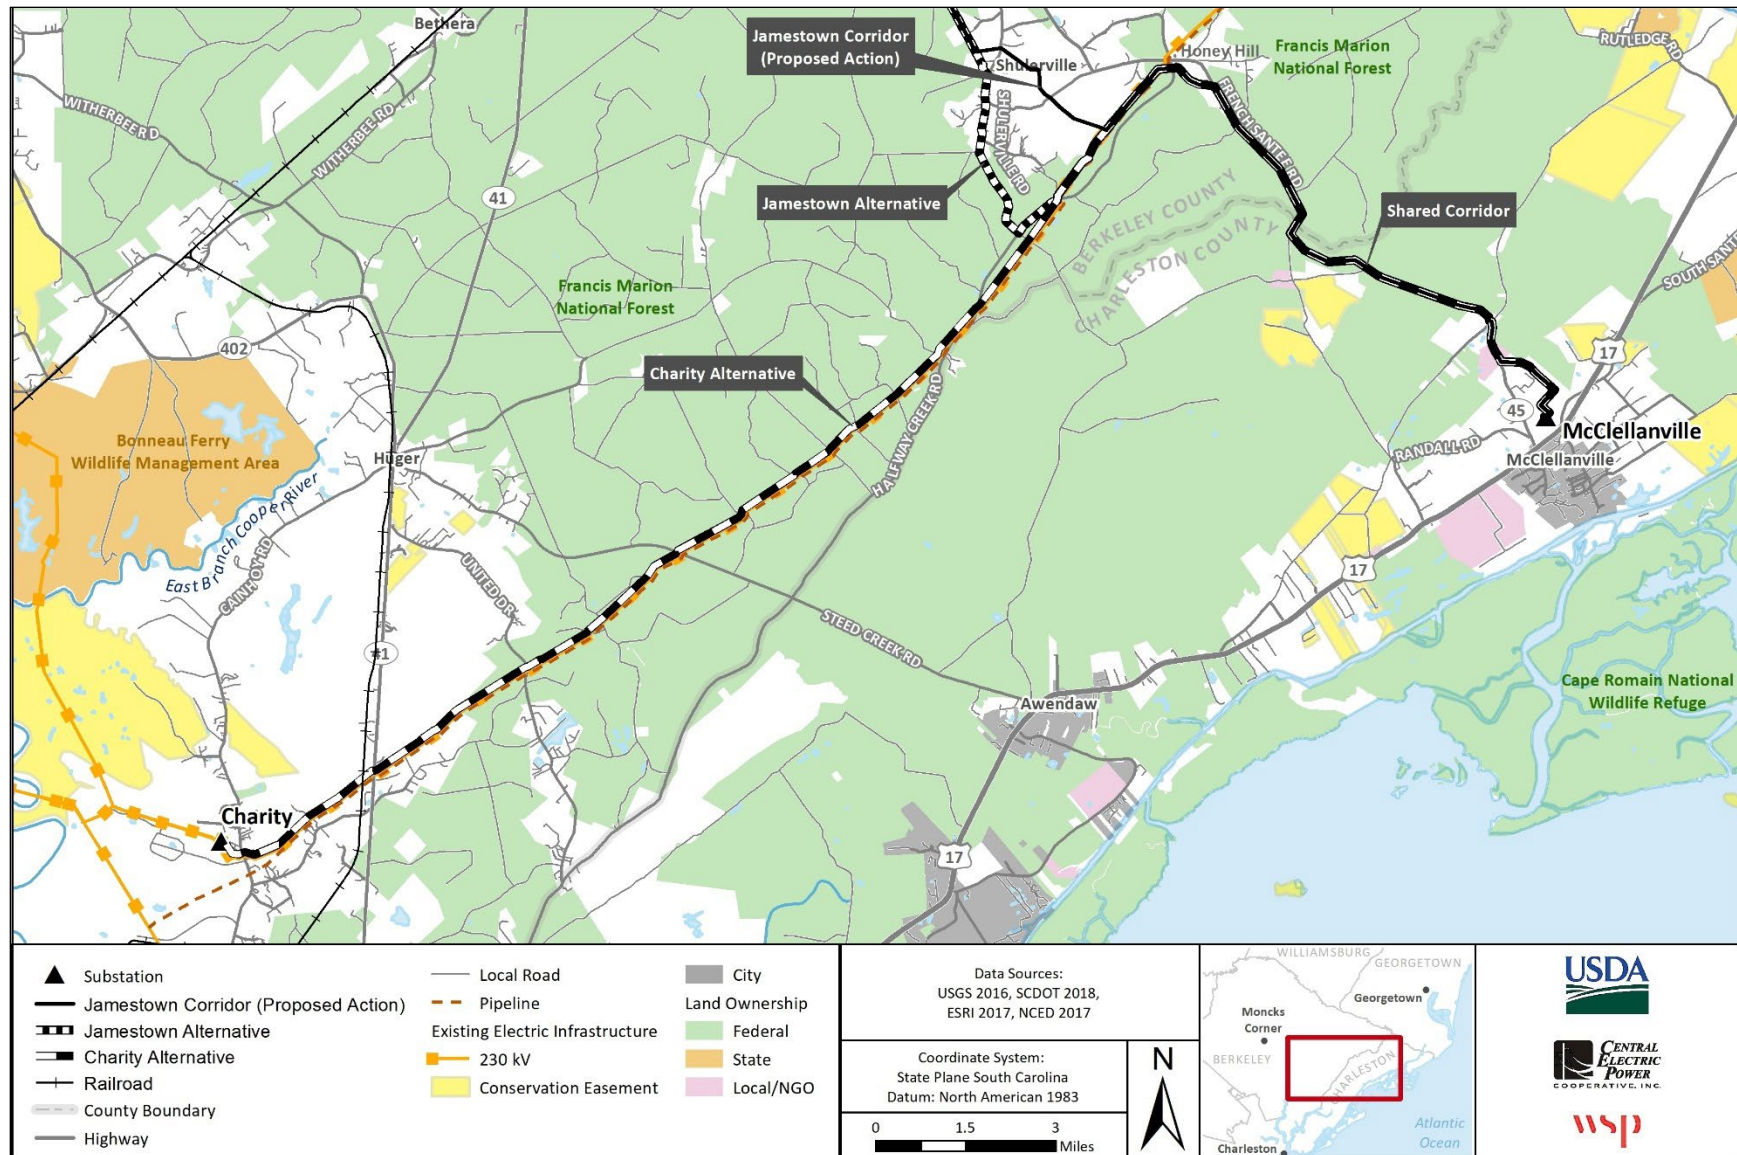 Bethera
Jamestown Corridor
(Proposed Action)
Shulerville
Honey Hill
Francis Marion
National Forest
RUTLEDGE RD
WITHERBEE RD
WITHERBEE RD
SHULERVILLE RD
FRENCH SANTEE RD
41
Jamestown Alternative
Shared Corridor
BERKELEY COUNTY
CHARLESTON COUNTY
SOUTH SANTE
Francis Marion
National Forest
402
17
Charity Alternative
HALFWAY CREEK RD
45
McClellanville
RANDALL RD
McClellanville
Bonneau Ferry
Wildlife Management Area
Huger
East Branch Cooper River
CAINHOY RD
UNITED DR
17
STEED CREEK RD
41
Cape Romain National
Wildlife Refuge
Awendaw
Charity
17
Substation
Jamestown Corridor (Proposed Action)
Jamestown Alternative
Charity Alternative
Railroad
County Boundary
Highway
Local Road
Pipeline
Existing Electric Infrastructure
230 kV
Conservation Easement
City
Land Ownership
Federal
State
Local/NGO
Data Sources:
USGS 2016, SCDOT 2018,
ESRI 2017, NCED 2017
Coordinate System:
State Plane South Carolina
Datum: North American 1983
0 1.5 3
Miles
N
WILLIAMSBURG
GEORGETOWN
Georgetown
Moncks
Corner
BERKELEY
CHARLESTON
Atlantic
Ocean
Charleston
USDA
CENTRAL
ELECTRIC
POWER
COOPERATIVE, INC.
wsp